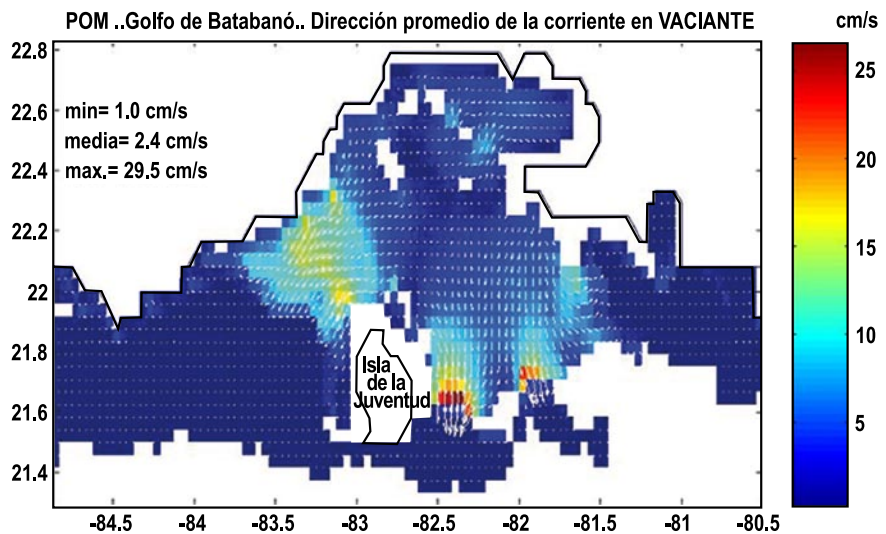 POM ..Golfo de Batabanó.. Dirección promedio de la corriente en VACIANTE
cm/s
min= 1.0 cm/s
media= 2.4 cm/s
max.= 29.5 cm/s
22.8
22.6
22.4
22.2
22
21.8
21.6
21.4
Isla
de la
Juventud
-84.5 -84 -83.5 -83 -82.5 -82 -81.5 -81 -80.5
25
20
15
10
5